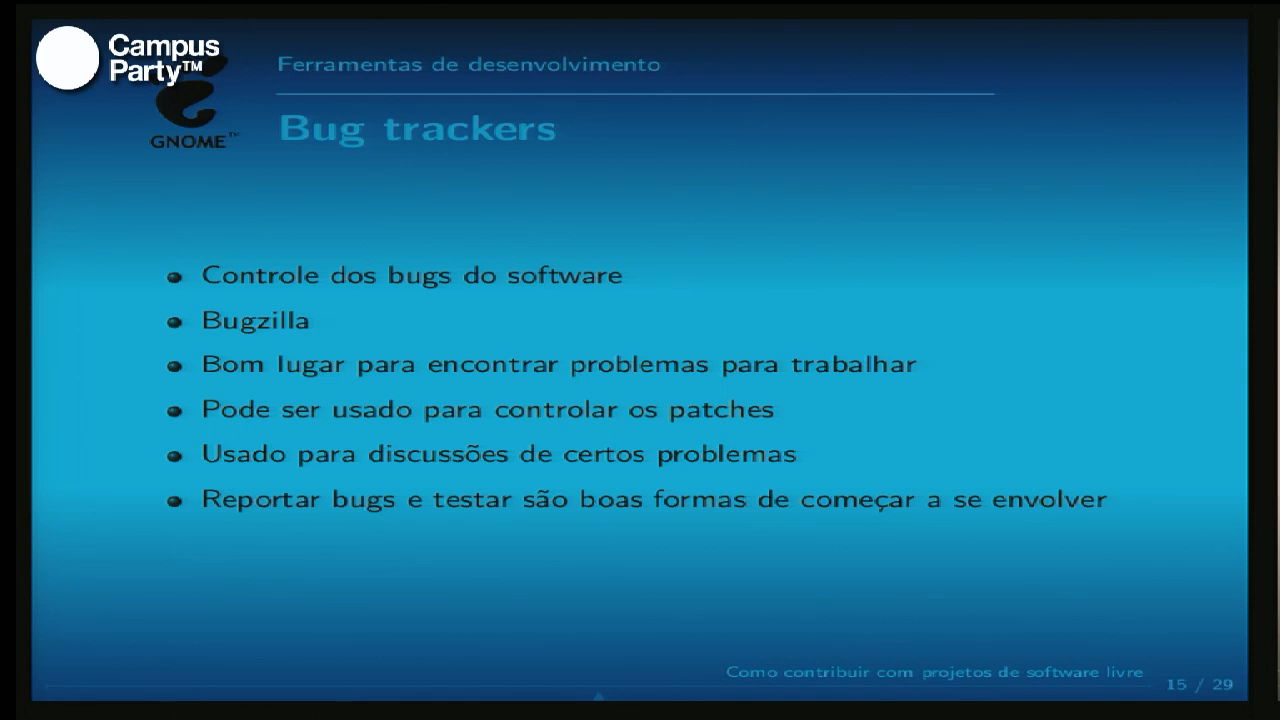 Campus
Party™
GNOME™
Ferramentas de desenvolvimento
Bug trackers
Controle dos bugs do software
Bugzilla
Bom lugar para encontrar problemas para trabalhar
Pode ser usado para controlar os patches
Usado para discussões de certos problemas
Reportar bugs e testar são boas formas de começar a se envolver
Como contribuir com projetos de software livre
15 / 29